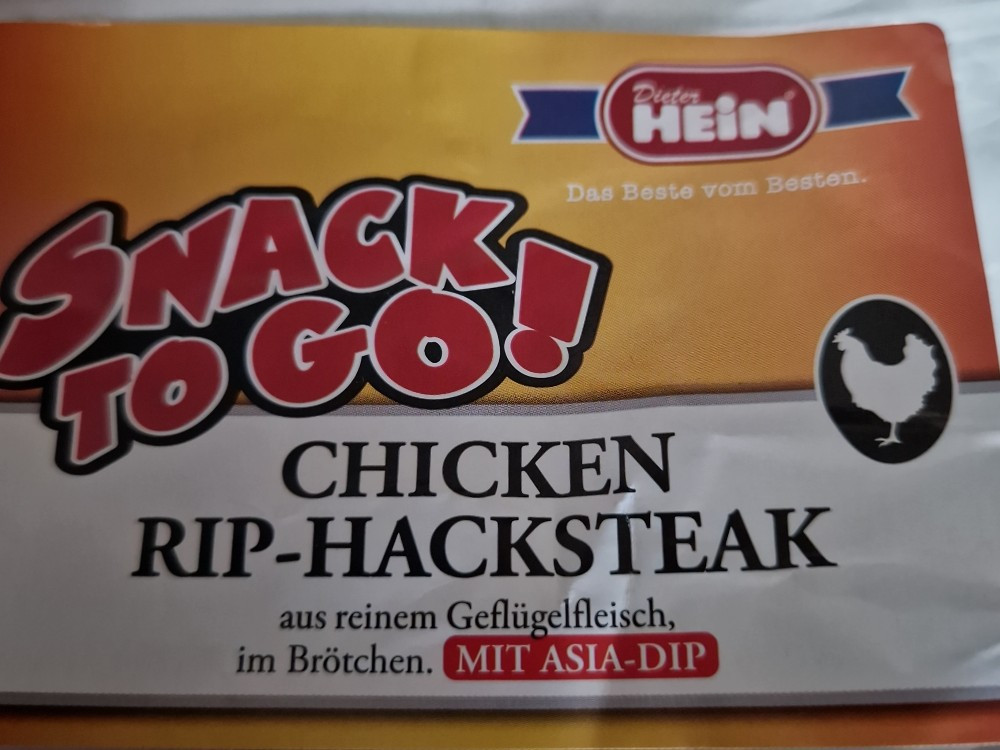 Dieter
HEiN
Das Beste vom Besten.
SNACK
TO GO!
CHICKEN
RIP-HACKSTEAK
aus reinem Geflügelfleisch,
im Brötchen. MIT ASIA-DIP